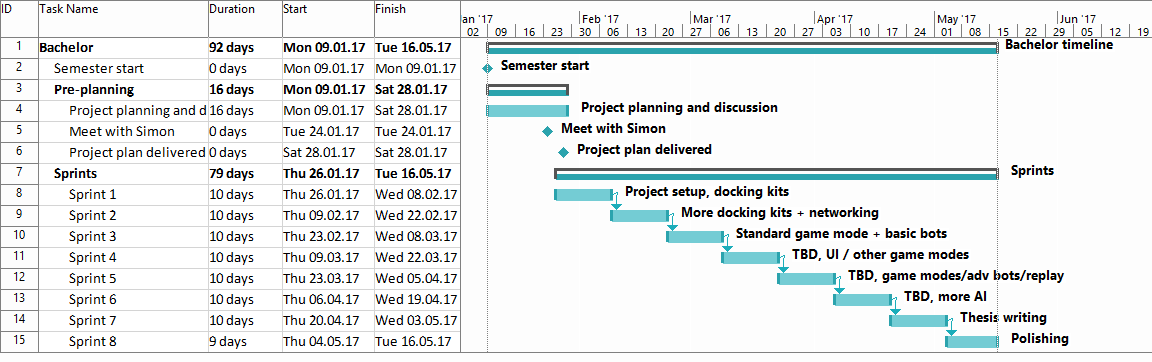 ID Task Name Duration Start Finish an '17 Feb '17 Mar '17 Apr '17 May '17 Jun '17
02 09 16 23 30 06 13 20 27 06 13 20 27 03 10 17 24 01 08 15 22 29 05 12 19
1 Bachelor 92 days Mon 09.01.17 Tue 16.05.17 Bachelor timeline
2 Semester start 0 days Mon 09.01.17 Mon 09.01.17 Semester start
3 Pre-planning 16 days Mon 09.01.17 Sat 28.01.17
4 Project planning and d 16 days Mon 09.01.17 Sat 28.01.17 Project planning and discussion
5 Meet with Simon 0 days Tue 24.01.17 Tue 24.01.17 Meet with Simon
6 Project plan delivered 0 days Sat 28.01.17 Sat 28.01.17 Project plan delivered
7 Sprints 79 days Thu 26.01.17 Tue 16.05.17 Sprints
8 Sprint 1 10 days Thu 26.01.17 Wed 08.02.17 Project setup, docking kits
9 Sprint 2 10 days Thu 09.02.17 Wed 22.02.17 More docking kits + networking
10 Sprint 3 10 days Thu 23.02.17 Wed 08.03.17 Standard game mode + basic bots
11 Sprint 4 10 days Thu 09.03.17 Wed 22.03.17 TBD, UI / other game modes
12 Sprint 5 10 days Thu 23.03.17 Wed 05.04.17 TBD, game modes/adv bots/replay
13 Sprint 6 10 days Thu 06.04.17 Wed 19.04.17 TBD, more AI
14 Sprint 7 10 days Thu 20.04.17 Wed 03.05.17 Thesis writing
15 Sprint 8 9 days Thu 04.05.17 Tue 16.05.17 Polishing